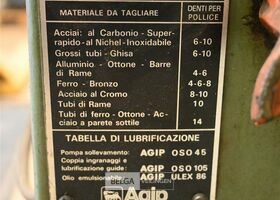 MATERIALE DA TAGLIARE
DENTI PER
POLLICE
Acciai: al Carbonio - Super-
rapido - al Nichel - Inoxidabile 6-10
Grossi tubi - Ghisa 6-10
Alluminio - Ottone - Barre
di Rame 4-6
Ferro - Bronzo 4-6-8
Acciaio al Cromo 8-10
Tubi di Rame 10
Tubi di ferro - Ottone - Ac-
ciaio a parete sottile 14
TABELLA DI LUBRIFICAZIONE
Pompa sollevamento: AGIP OSO 45
Coppia ingranaggi e
lubrificazione guide: AGIP OSO 105
Olio emulsionabile AGIP ULEX 86
BELGA
Agip